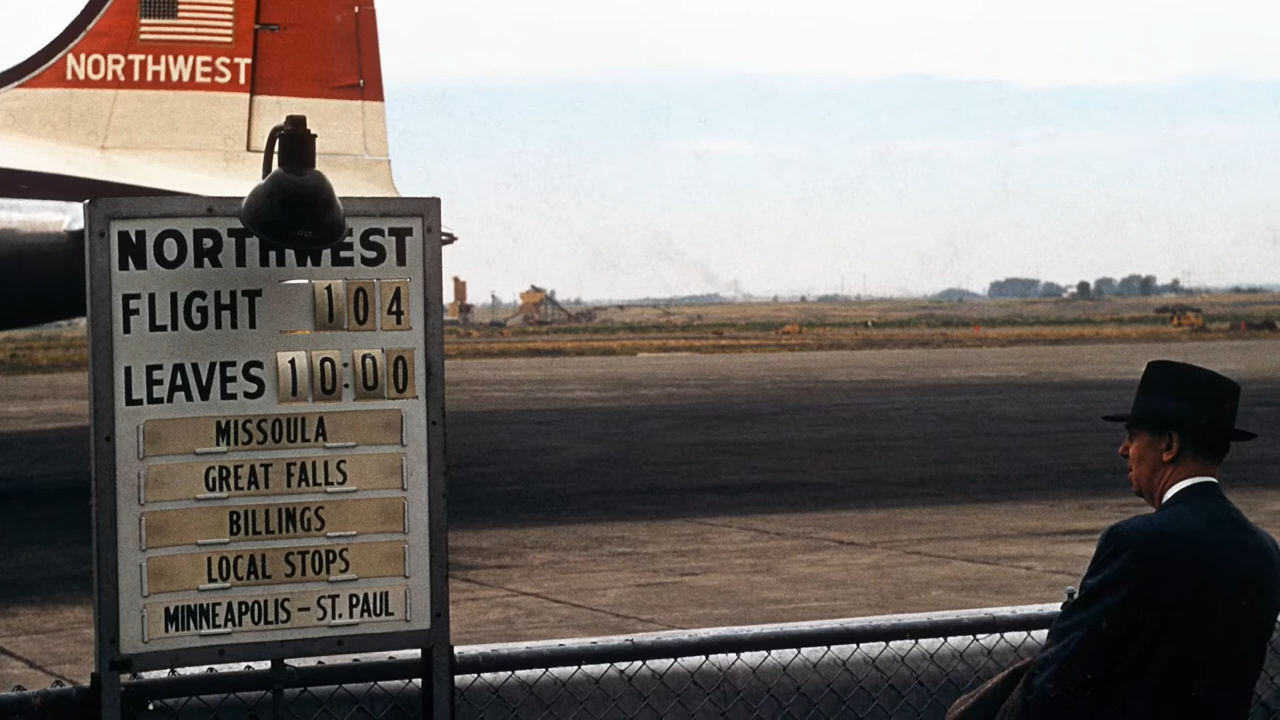 NORTHWEST
NORTHWEST
FLIGHT 104
LEAVES 10:00
MISSOULA
GREAT FALLS
BILLINGS
LOCAL STOPS
MINNEAPOLIS – ST. PAUL